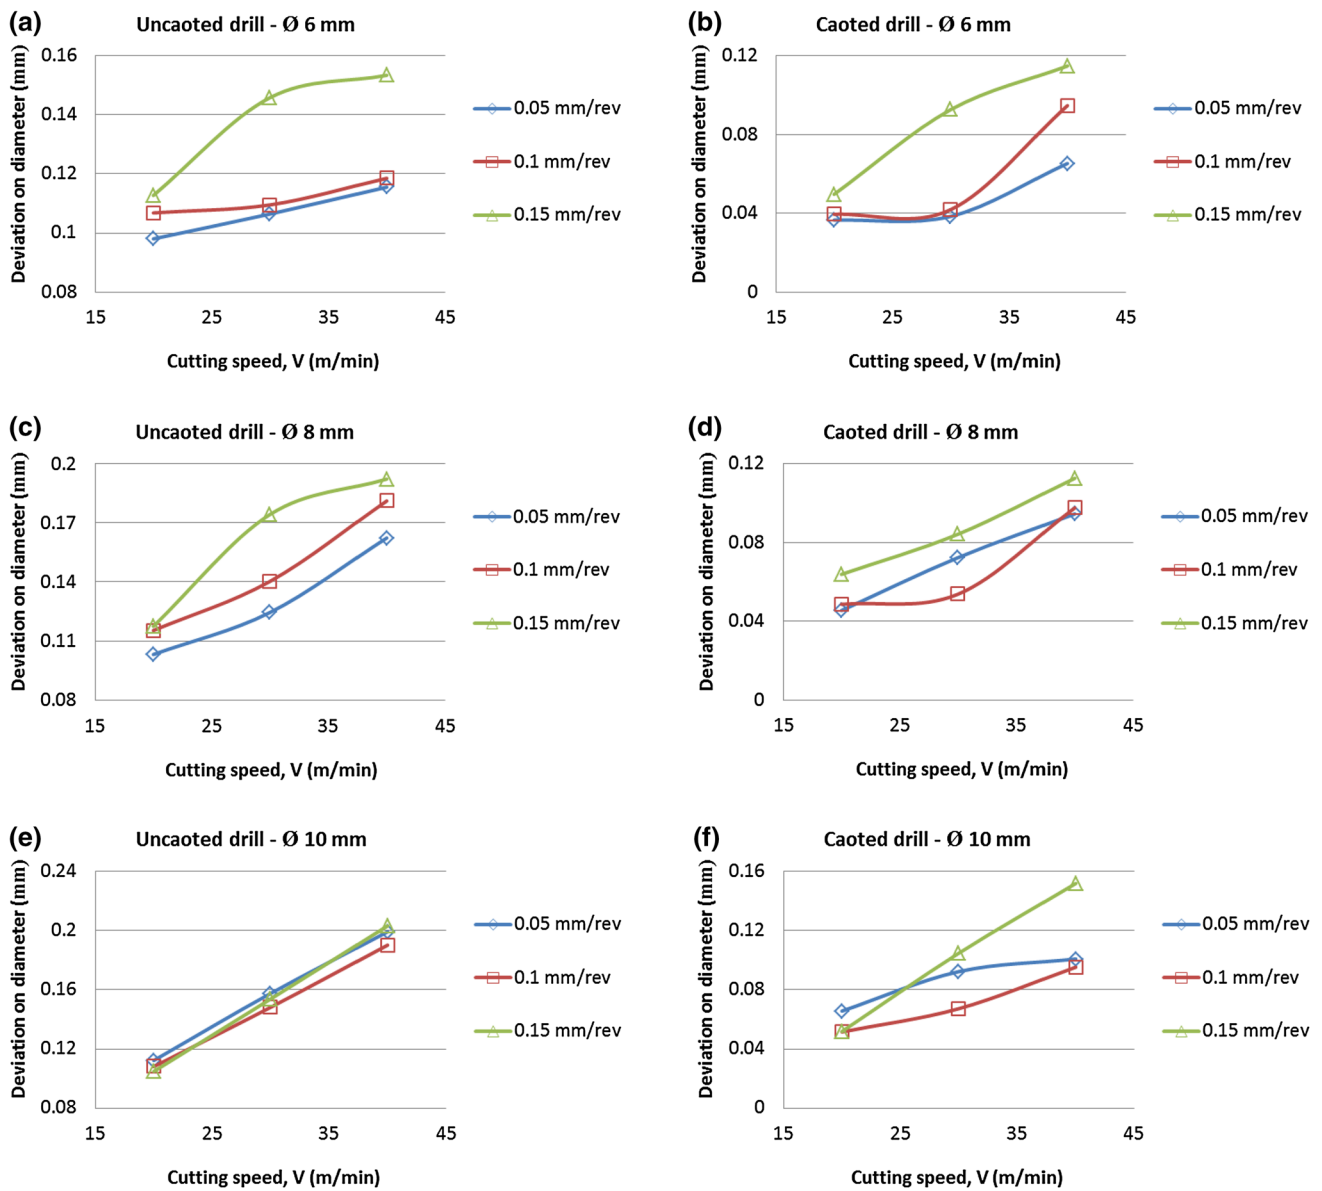 (a)
Uncaoted drill - Ø 6 mm
Deviation on diameter (mm)
0.16
0.14
0.12
0.1
0.08
15
25
35
45
Cutting speed, V (m/min)
0.05 mm/rev
0.1 mm/rev
0.15 mm/rev
(b)
Caoted drill - Ø 6 mm
Deviation on diameter (mm)
0.12
0.08
0.04
0
15
25
35
45
Cutting speed, V (m/min)
0.05 mm/rev
0.1 mm/rev
0.15 mm/rev
(c)
Uncaoted drill - Ø 8 mm
Deviation on diameter (mm)
0.2
0.17
0.14
0.11
0.08
15
25
35
45
Cutting speed, V (m/min)
0.05 mm/rev
0.1 mm/rev
0.15 mm/rev
(d)
Caoted drill - Ø 8 mm
Deviation on diameter (mm)
0.12
0.08
0.04
0
15
25
35
45
Cutting speed, V (m/min)
0.05 mm/rev
0.1 mm/rev
0.15 mm/rev
(e)
Uncaoted drill - Ø 10 mm
Deviation on diameter (mm)
0.24
0.2
0.16
0.12
0.08
15
25
35
45
Cutting speed, V (m/min)
0.05 mm/rev
0.1 mm/rev
0.15 mm/rev
(f)
Caoted drill - Ø 10 mm
Deviation on diameter (mm)
0.16
0.12
0.08
0.04
0
15
25
35
45
Cutting speed, V (m/min)
0.05 mm/rev
0.1 mm/rev
0.15 mm/rev